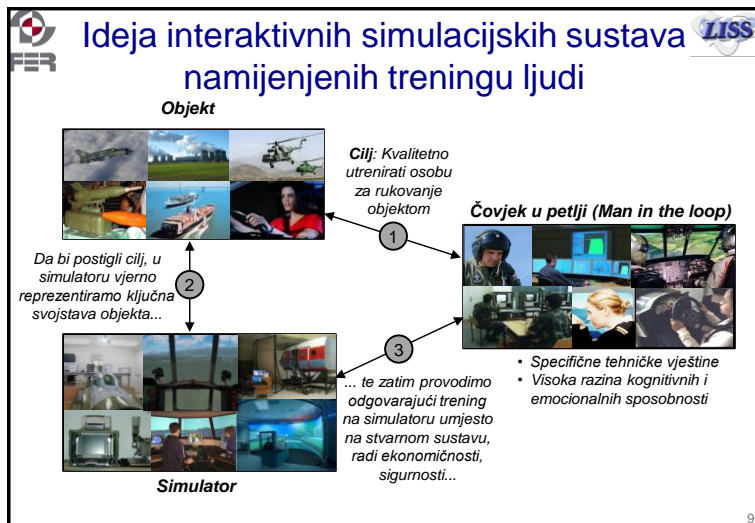 FER
LISS
Ideja interaktivnih simulacijskih sustava
namijenjenih treningu ljudi
Objekt
Cilj: Kvalitetno
utrenirati osobu
za rukovanje
objektom
1
Čovjek u petlji (Man in the loop)
Da bi postigli cilj, u
simulatoru vjerno
reprezentiramo ključna
svojstava objekta...
2
3
• Specifične tehničke vještine
• Visoka razina kognitivnih i
emocionalnih sposobnosti
... te zatim provodimo
odgovarajući trening
na simulatoru umjesto
na stvarnom sustavu,
radi ekonomičnosti,
sigurnosti...
Simulator
9